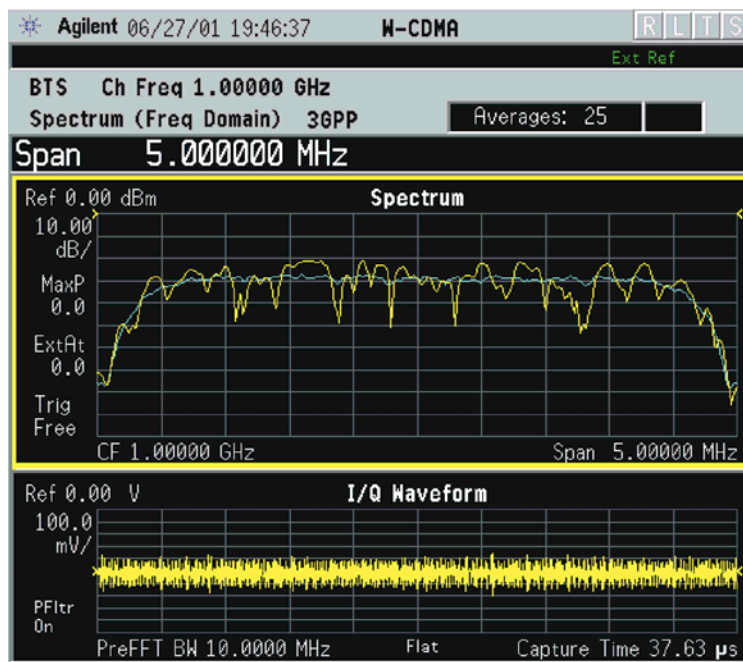 Agilent 06/27/01 19:46:37 W-CDMA R L T S
Ext Ref
BTS Ch Freq 1.00000 GHz
Spectrum (Freq Domain) 3GPP Averages: 25
Span 5.000000 MHz
Ref 0.00 dBm Spectrum
10.00
dB/
MaxP
0.0
ExtAt
0.0
Trig
Free
CF 1.00000 GHz Span 5.00000 MHz
Ref 0.00 V I/Q Waveform
100.0
mV/
PFltr
On
PreFFT BW 10.0000 MHz Flat Capture Time 37.63 µs